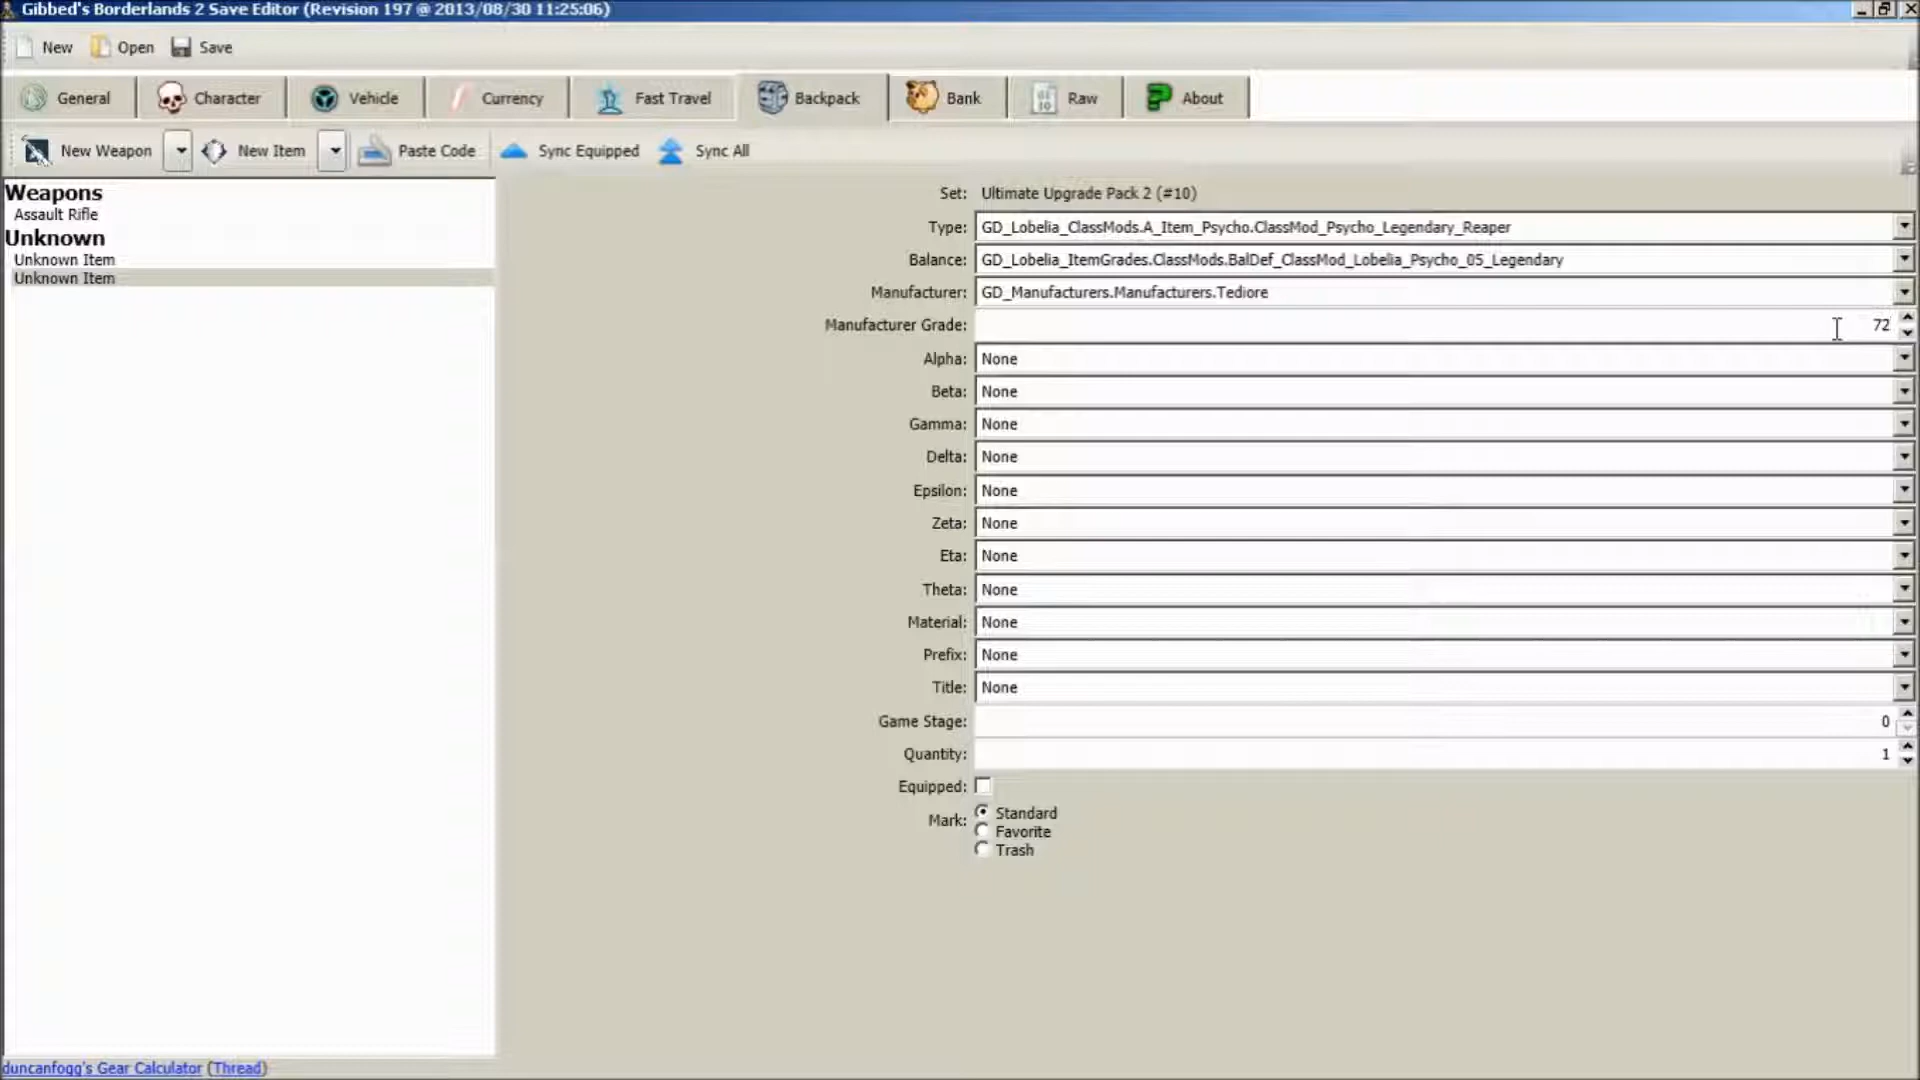 Gibbed's Borderlands 2 Save Editor (Revision 197 @ 2013/08/30 11:25:06)
New Open Save
General Character Vehicle Currency Fast Travel Backpack Bank Raw About
New Weapon New Item Paste Code Sync Equipped Sync All
Weapons
Assault Rifle
Unknown
Unknown Item
Unknown Item
Set: Ultimate Upgrade Pack 2 (#10)
Type: GD_Lobelia_ClassMods.A_Item_Psycho.ClassMod_Psycho_Legendary_Reaper
Balance: GD_Lobelia_ItemGrades.ClassMods.BalDef_ClassMod_Lobelia_Psycho_05_Legendary
Manufacturer: GD_Manufacturers.Manufacturers.Tediore
Manufacturer Grade: 72
Alpha: None
Beta: None
Gamma: None
Delta: None
Epsilon: None
Zeta: None
Eta: None
Theta: None
Material: None
Prefix: None
Title: None
Game Stage: 0
Quantity: 1
Equipped:
Mark: Standard
Favorite
Trash
duncanfogg's Gear Calculator (Thread)